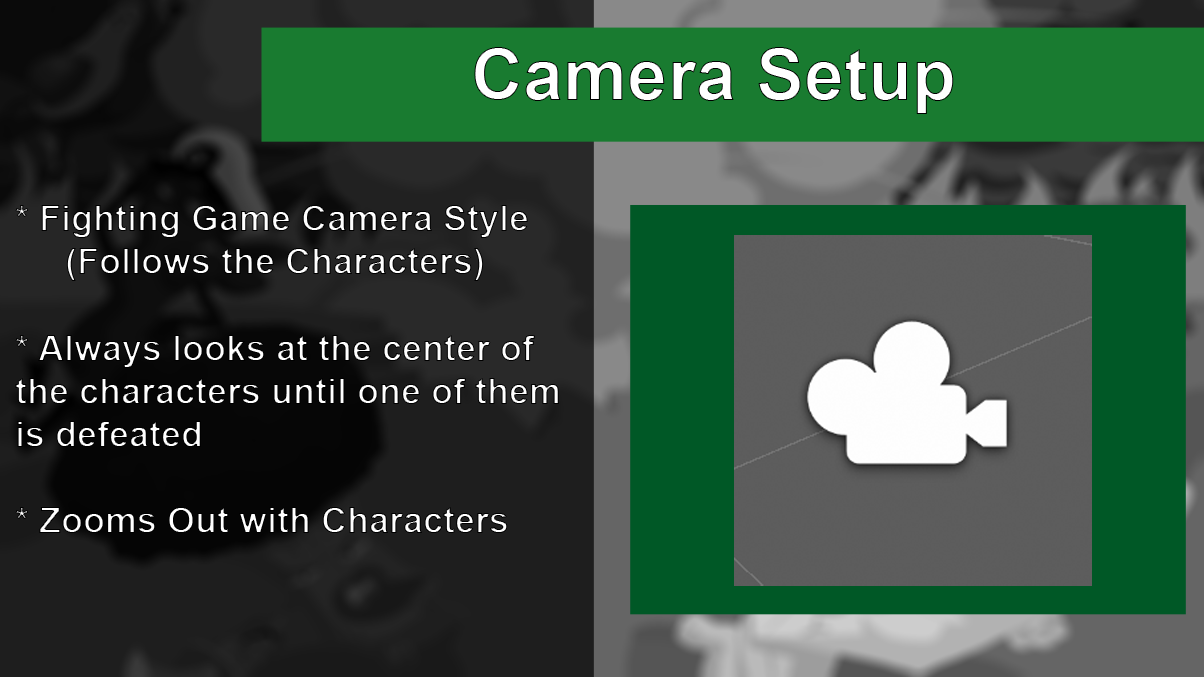 Camera Setup
* Fighting Game Camera Style
(Follows the Characters)
* Always looks at the center of
the characters until one of them
is defeated
* Zooms Out with Characters